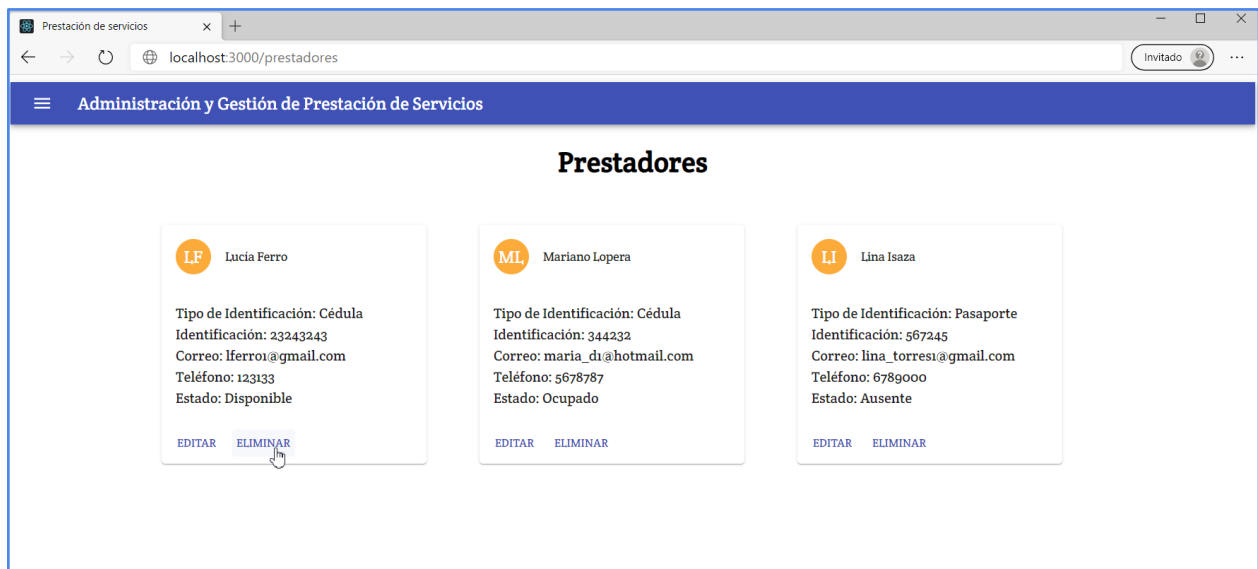 Prestación de servicios
localhost:3000/prestadores
Invitado
Administración y Gestión de Prestación de Servicios
Prestadores
LF Lucía Ferro
Tipo de Identificación: Cédula
Identificación: 23243243
Correo: lferro1@gmail.com
Teléfono: 123133
Estado: Disponible
EDITAR ELIMINAR
ML Mariano Lopera
Tipo de Identificación: Cédula
Identificación: 344232
Correo: maria_d1@hotmail.com
Teléfono: 5678787
Estado: Ocupado
EDITAR ELIMINAR
LI Lina Isaza
Tipo de Identificación: Pasaporte
Identificación: 567245
Correo: lina_torres1@gmail.com
Teléfono: 6789000
Estado: Ausente
EDITAR ELIMINAR